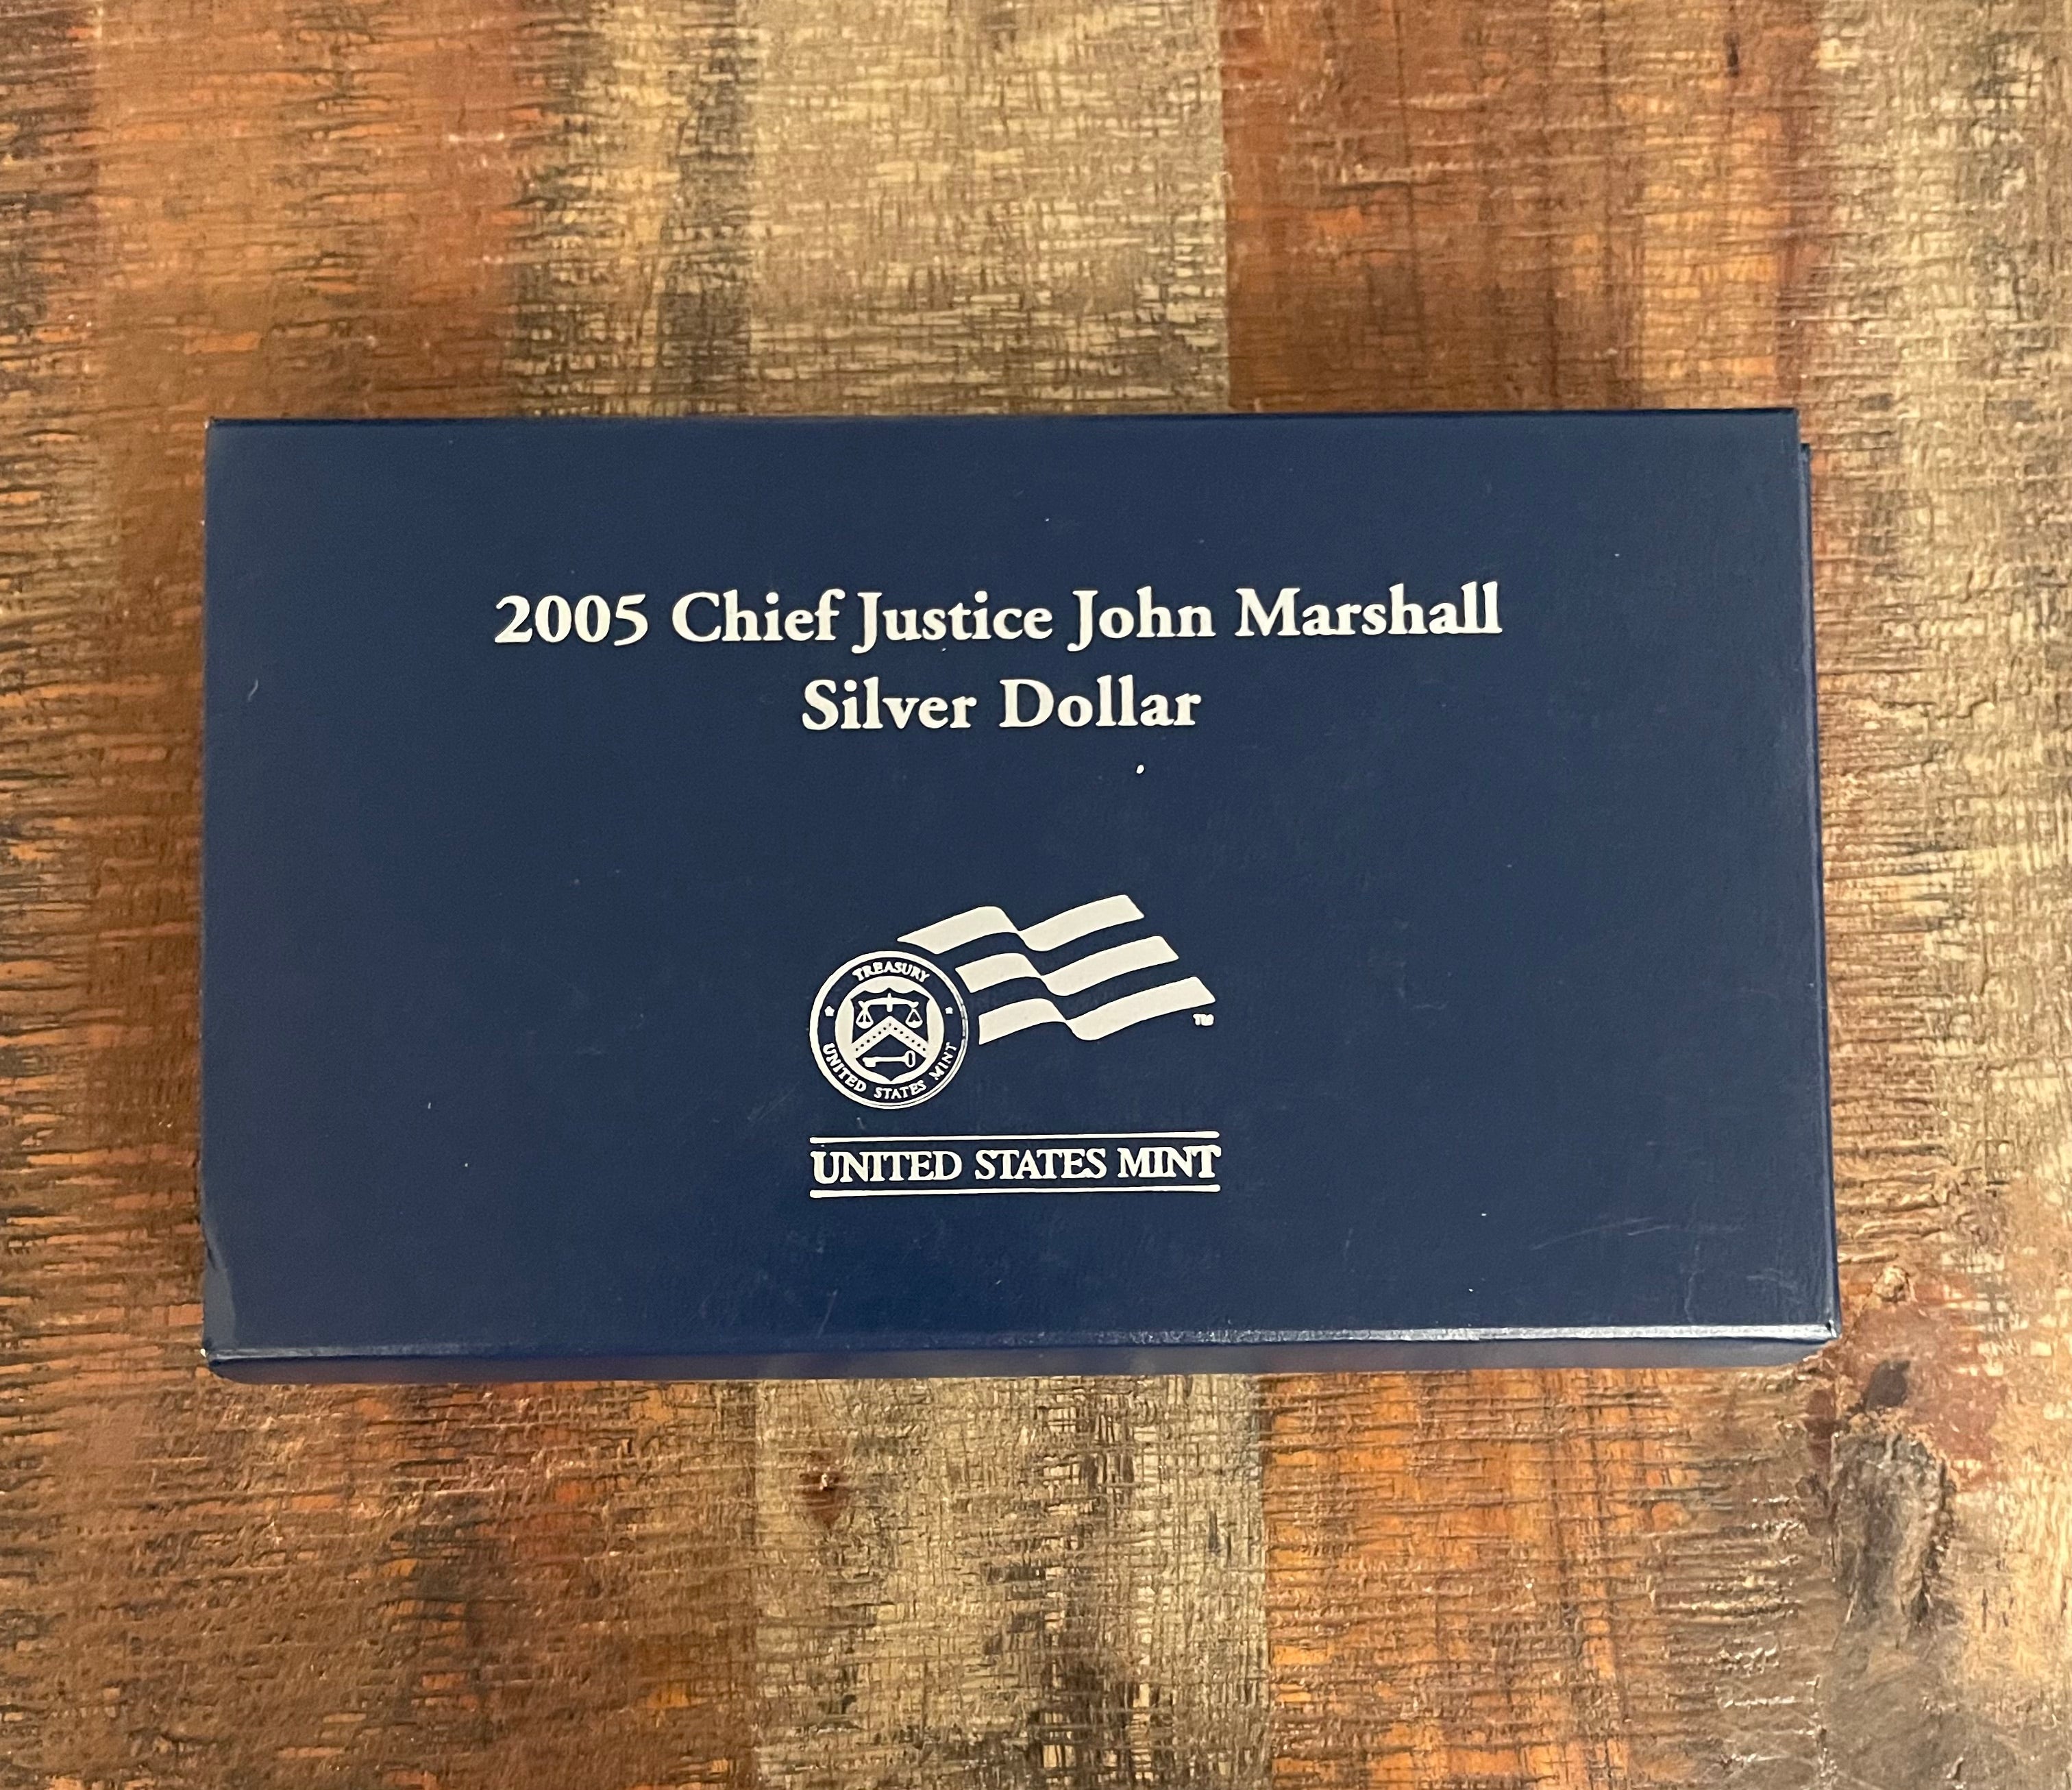 2005 Chief Justice John Marshall
Silver Dollar
TREASURY
UNITED STATES MINT
TM
UNITED STATES MINT